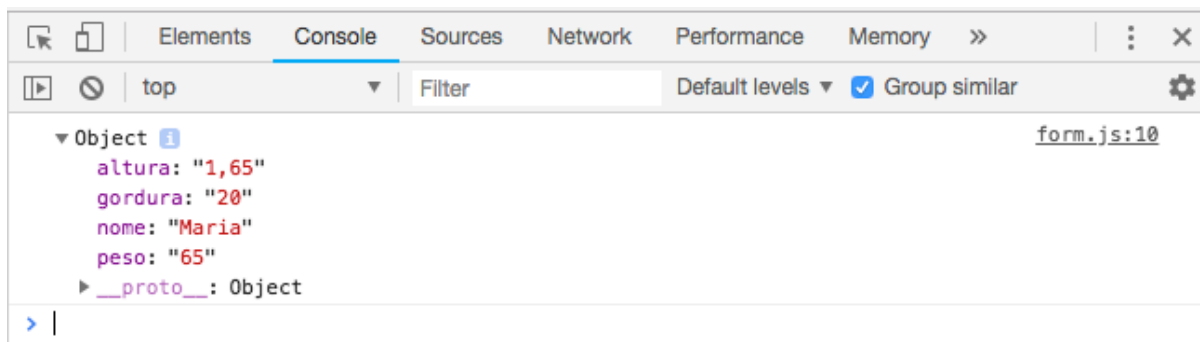 Elements Console Sources Network Performance Memory »
top Filter Default levels Group similar
Object i form.js:10
altura: "1,65"
gordura: "20"
nome: "Maria"
peso: "65"
__proto__: Object
>